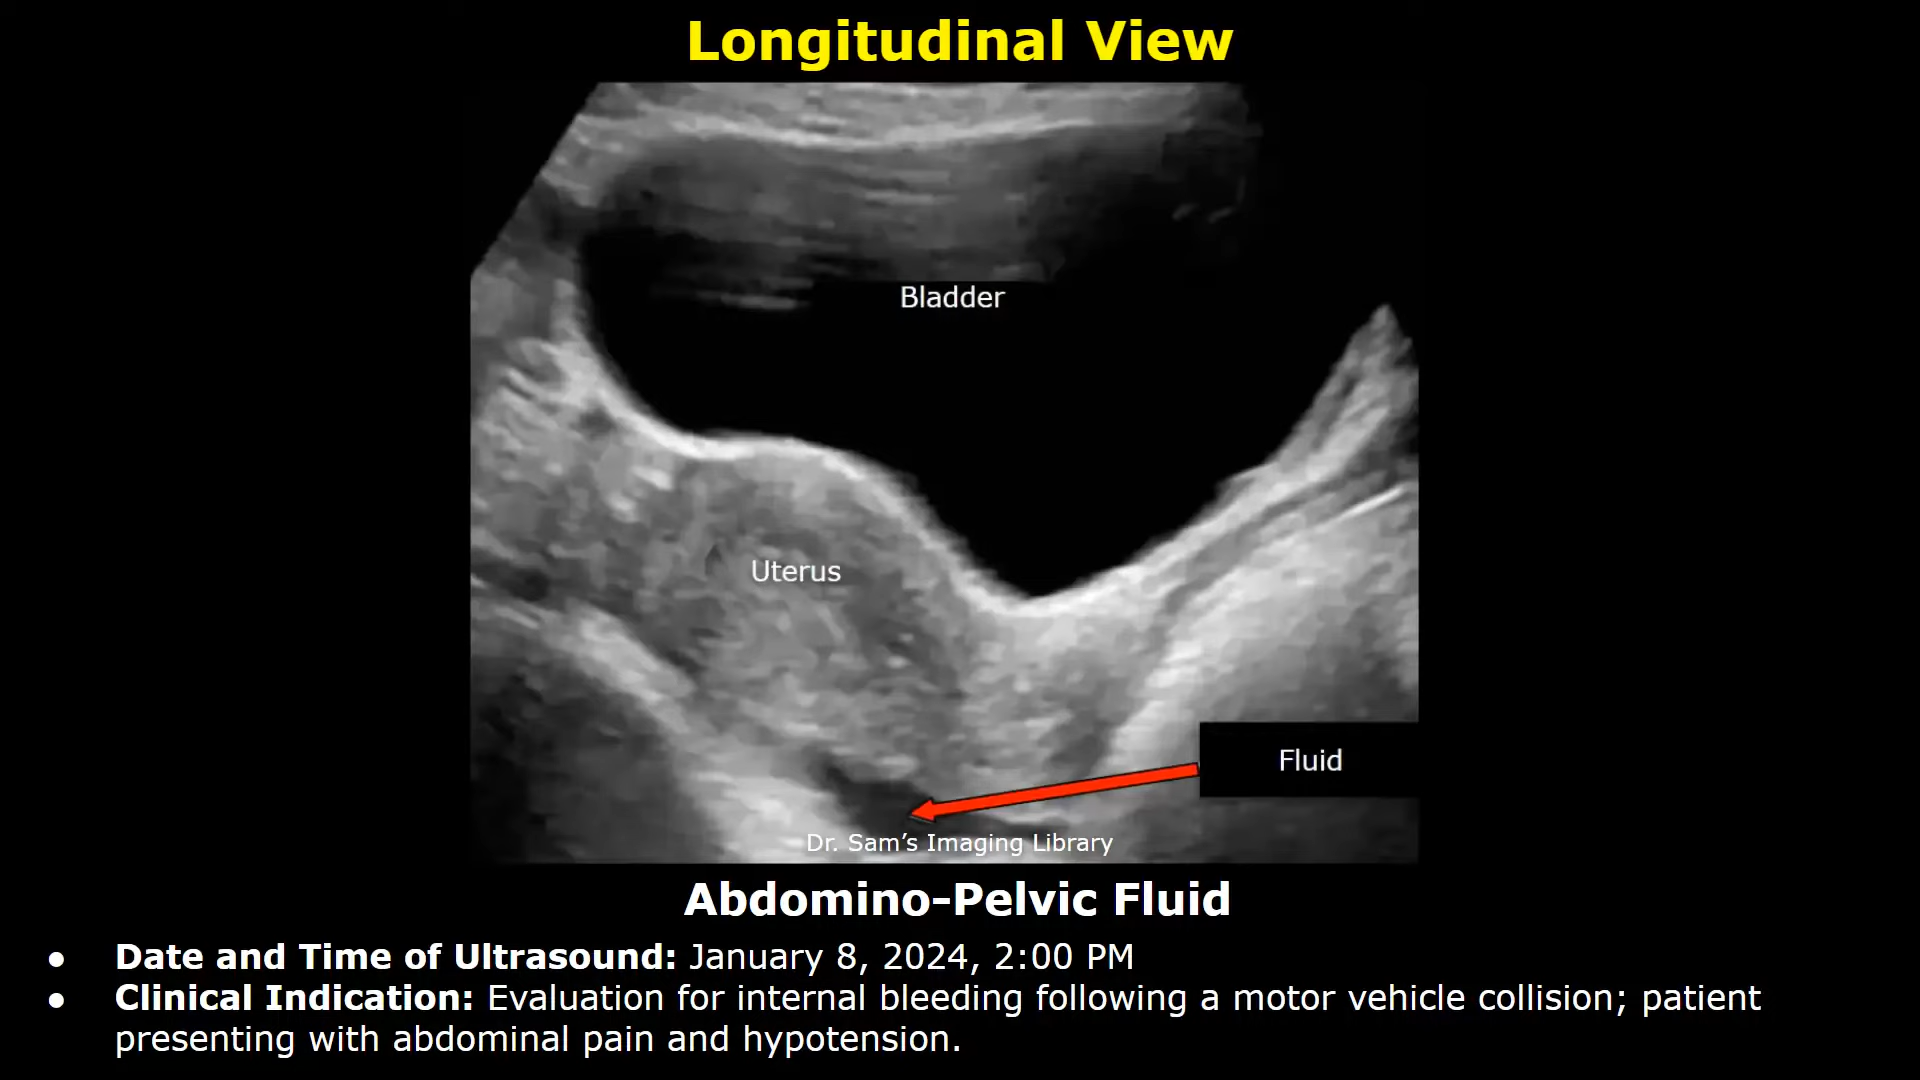 Longitudinal View
Bladder
Uterus
Fluid
Dr. Sam’s Imaging Library
Abdomino-Pelvic Fluid
● Date and Time of Ultrasound: January 8, 2024, 2:00 PM
● Clinical Indication: Evaluation for internal bleeding following a motor vehicle collision; patient
presenting with abdominal pain and hypotension.